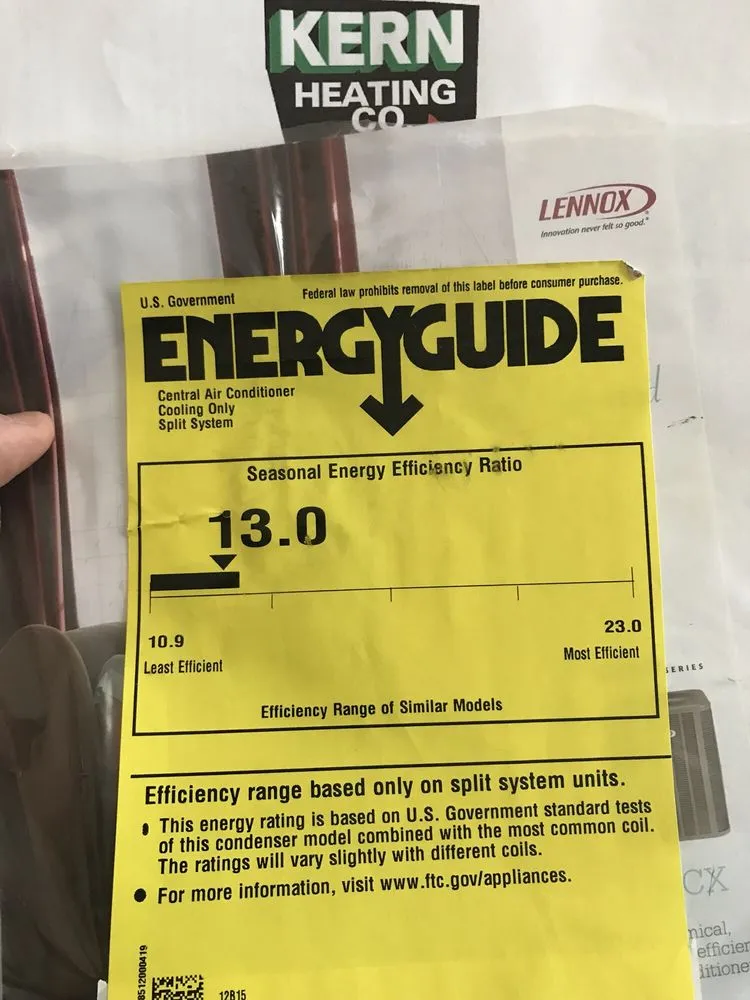 KERN
HEATING
CO.
LENNOX
Innovation never felt so good.
U.S. Government
Federal law prohibits removal of this label before consumer purchase.
ENERGYGUIDE
Central Air Conditioner
Cooling Only
Split System
Seasonal Energy Efficiency Ratio
13.0
10.9
Least Efficient
23.0
Most Efficient
Efficiency Range of Similar Models
SERIES
Efficiency range based only on split system units.
This energy rating is based on U.S. Government standard tests
of this condenser model combined with the most common coil.
The ratings will vary slightly with different coils.
For more information, visit www.ftc.gov/appliances.
12B15